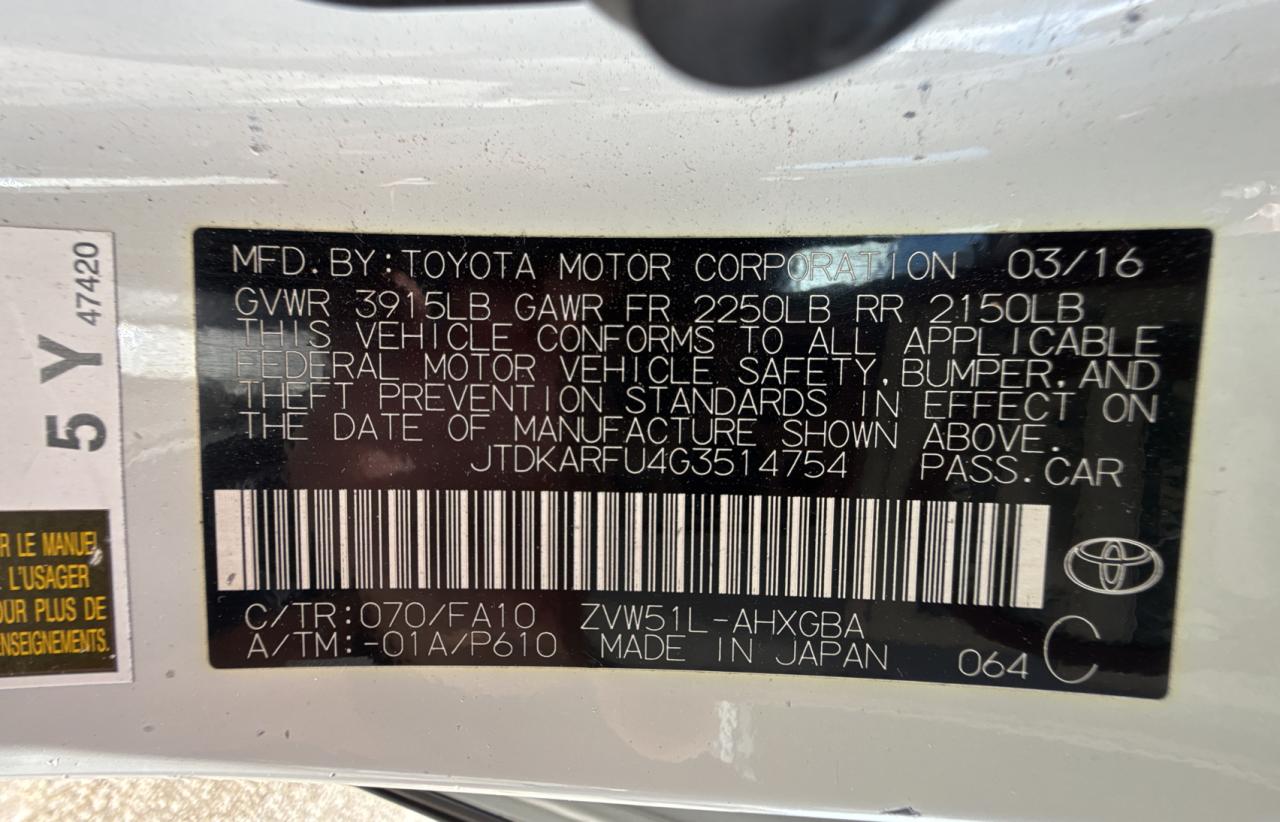 MFD. BY: TOYOTA MOTOR CORPORATION 03/16
GVWR 3915LB GAWR FR 2250LB RR 2150LB
THIS VEHICLE CONFORMS TO ALL APPLICABLE
FEDERAL MOTOR VEHICLE SAFETY, BUMPER, AND
THEFT PREVENTION STANDARDS IN EFFECT ON
THE DATE OF MANUFACTURE SHOWN ABOVE.
JTDKARFU4G3514754 PASS. CAR
C/TR: 070/FA10 ZVW51L-AHXGBA
A/TM: -01A/P610 MADE IN JAPAN
064 C
5 Y 47420
R LE MANUEL
L'USAGER
OUR PLUS DE
ENSEIGNEMENTS.